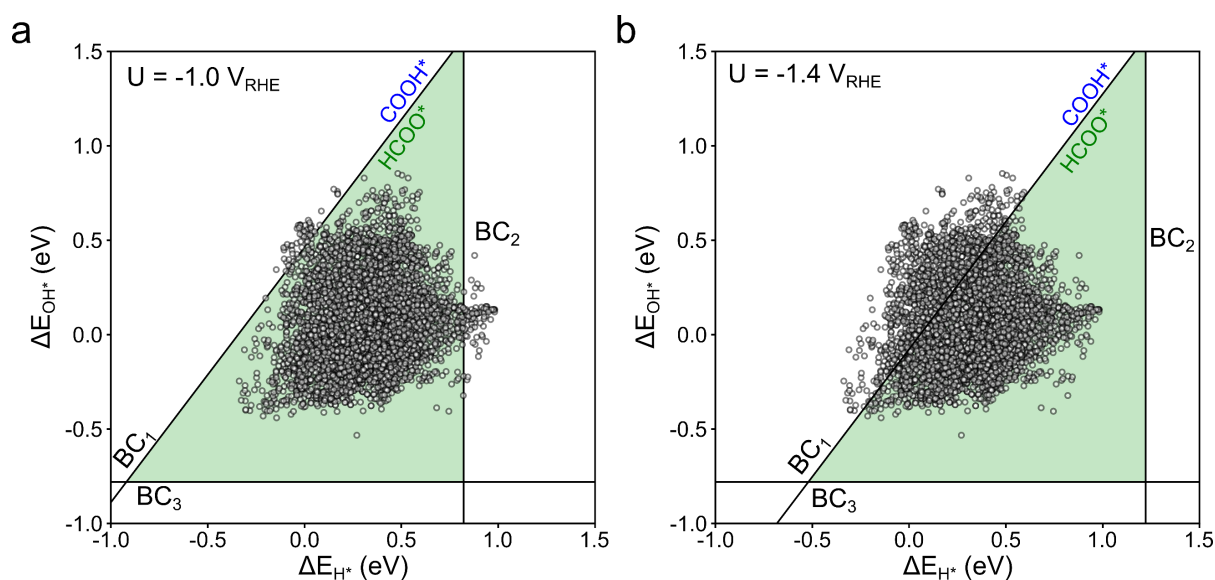 a
U = -1.0 V_RHE
COOH*
HCOO*
BC₁
BC₂
BC₃
1.5
1.0
0.5
0.0
-0.5
-1.0
ΔE_OH* (eV)
-1.0 -0.5 0.0 0.5 1.0 1.5
ΔE_H* (eV)
b
U = -1.4 V_RHE
COOH*
HCOO*
BC₁
BC₂
BC₃
1.5
1.0
0.5
0.0
-0.5
-1.0
ΔE_OH* (eV)
-1.0 -0.5 0.0 0.5 1.0 1.5
ΔE_H* (eV)